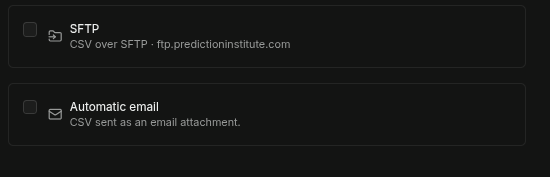 SFTP
CSV over SFTP · ftp.predictioninstitute.com
Automatic email
CSV sent as an email attachment.